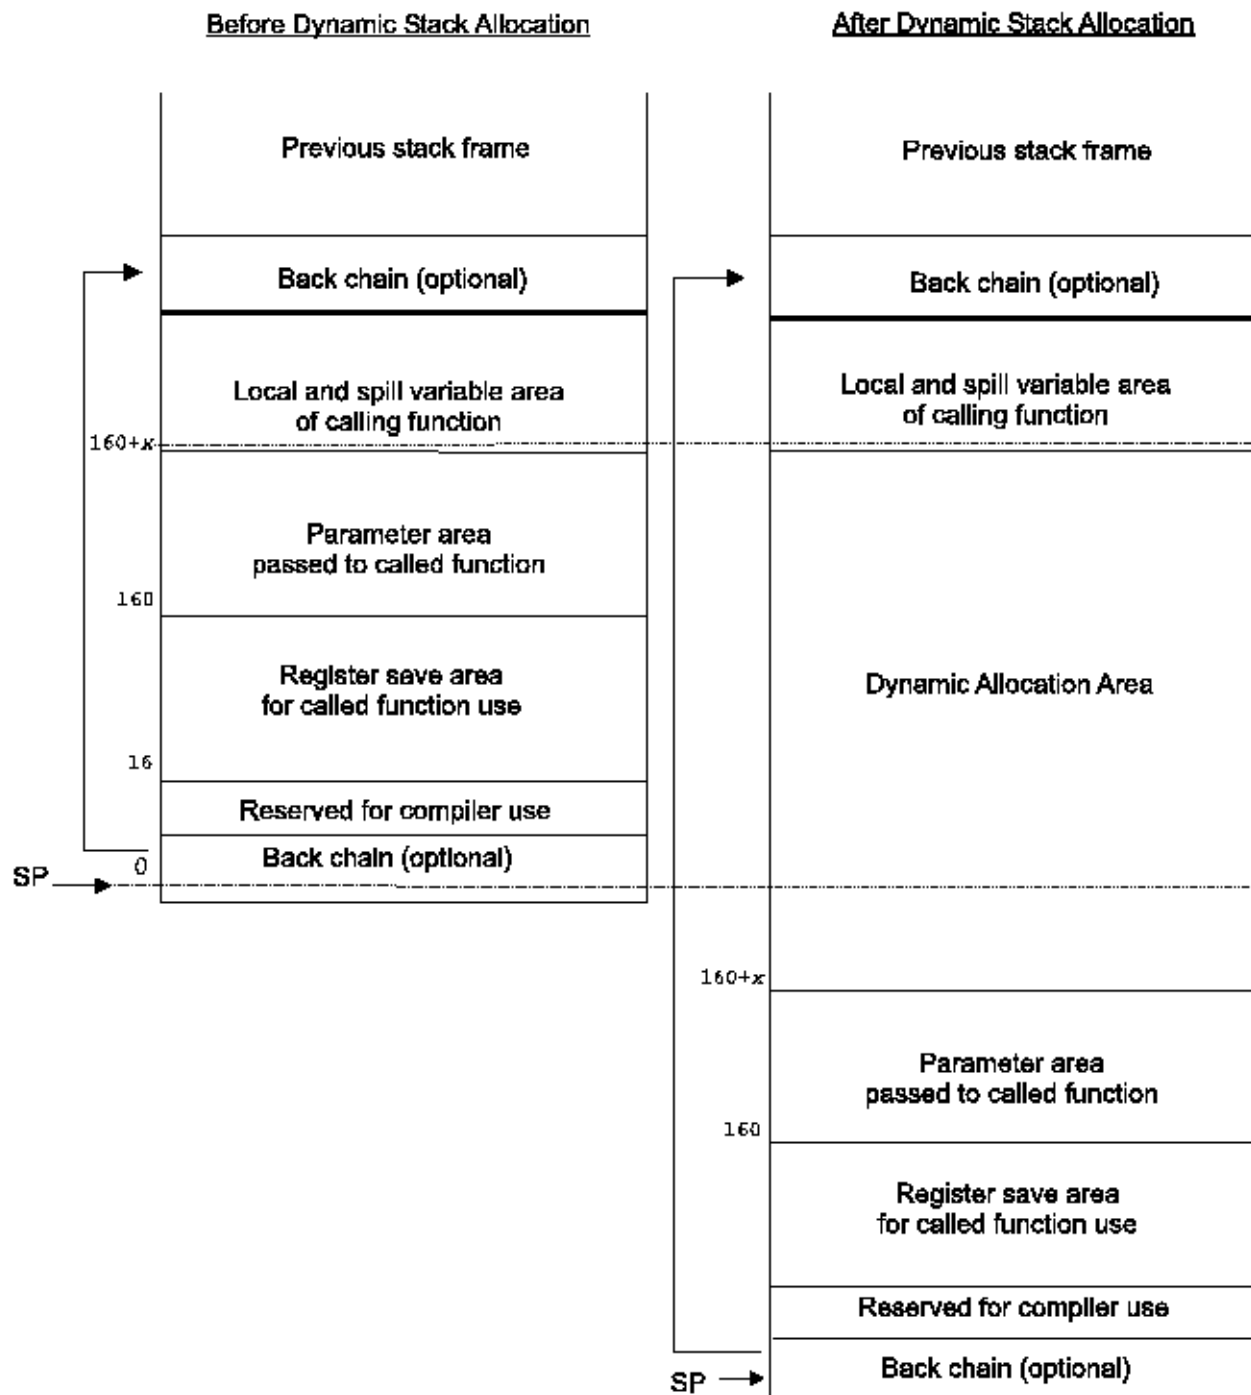 Before Dynamic Stack Allocation
Previous stack frame
Back chain (optional)
Local and spill variable area
of calling function
160+x
Parameter area
passed to called function
160
Register save area
for called function use
16
Reserved for compiler use
0
Back chain (optional)
SP
After Dynamic Stack Allocation
Previous stack frame
Back chain (optional)
Local and spill variable area
of calling function
Dynamic Allocation Area
160+x
Parameter area
passed to called function
160
Register save area
for called function use
Reserved for compiler use
Back chain (optional)
SP